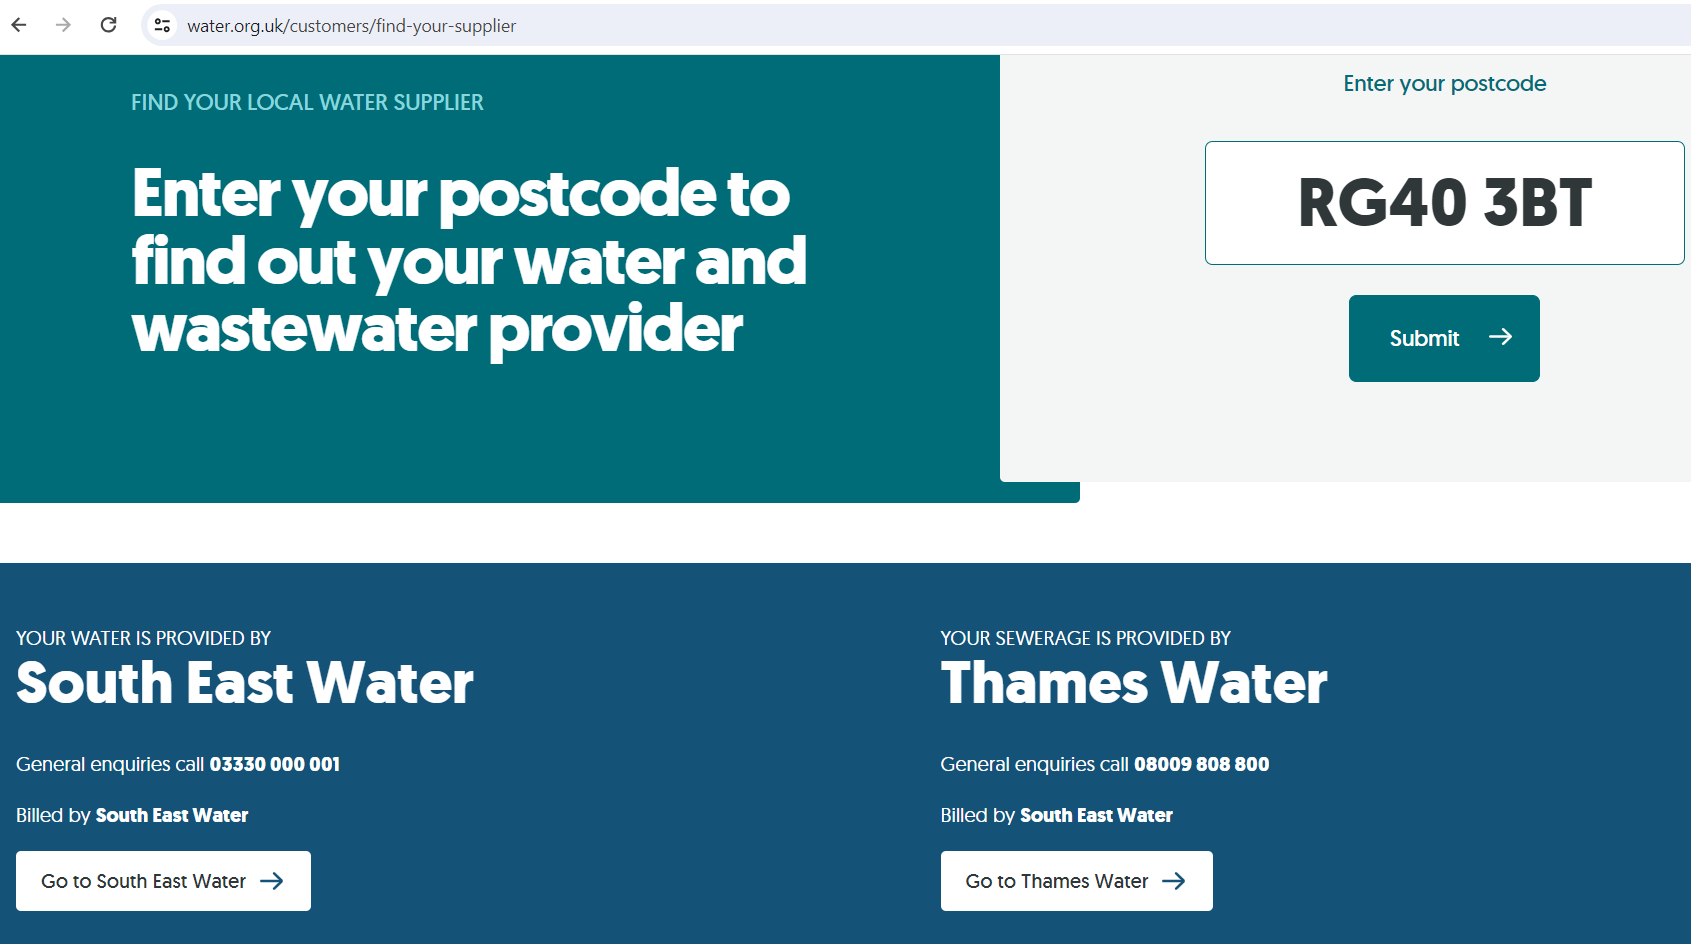 water.org.uk/customers/find-your-supplier
FIND YOUR LOCAL WATER SUPPLIER
Enter your postcode to
find out your water and
wastewater provider
Enter your postcode
RG40 3BT
Submit
YOUR WATER IS PROVIDED BY
South East Water
General enquiries call 03330 000 001
Billed by South East Water
Go to South East Water
YOUR SEWERAGE IS PROVIDED BY
Thames Water
General enquiries call 08009 808 800
Billed by South East Water
Go to Thames Water